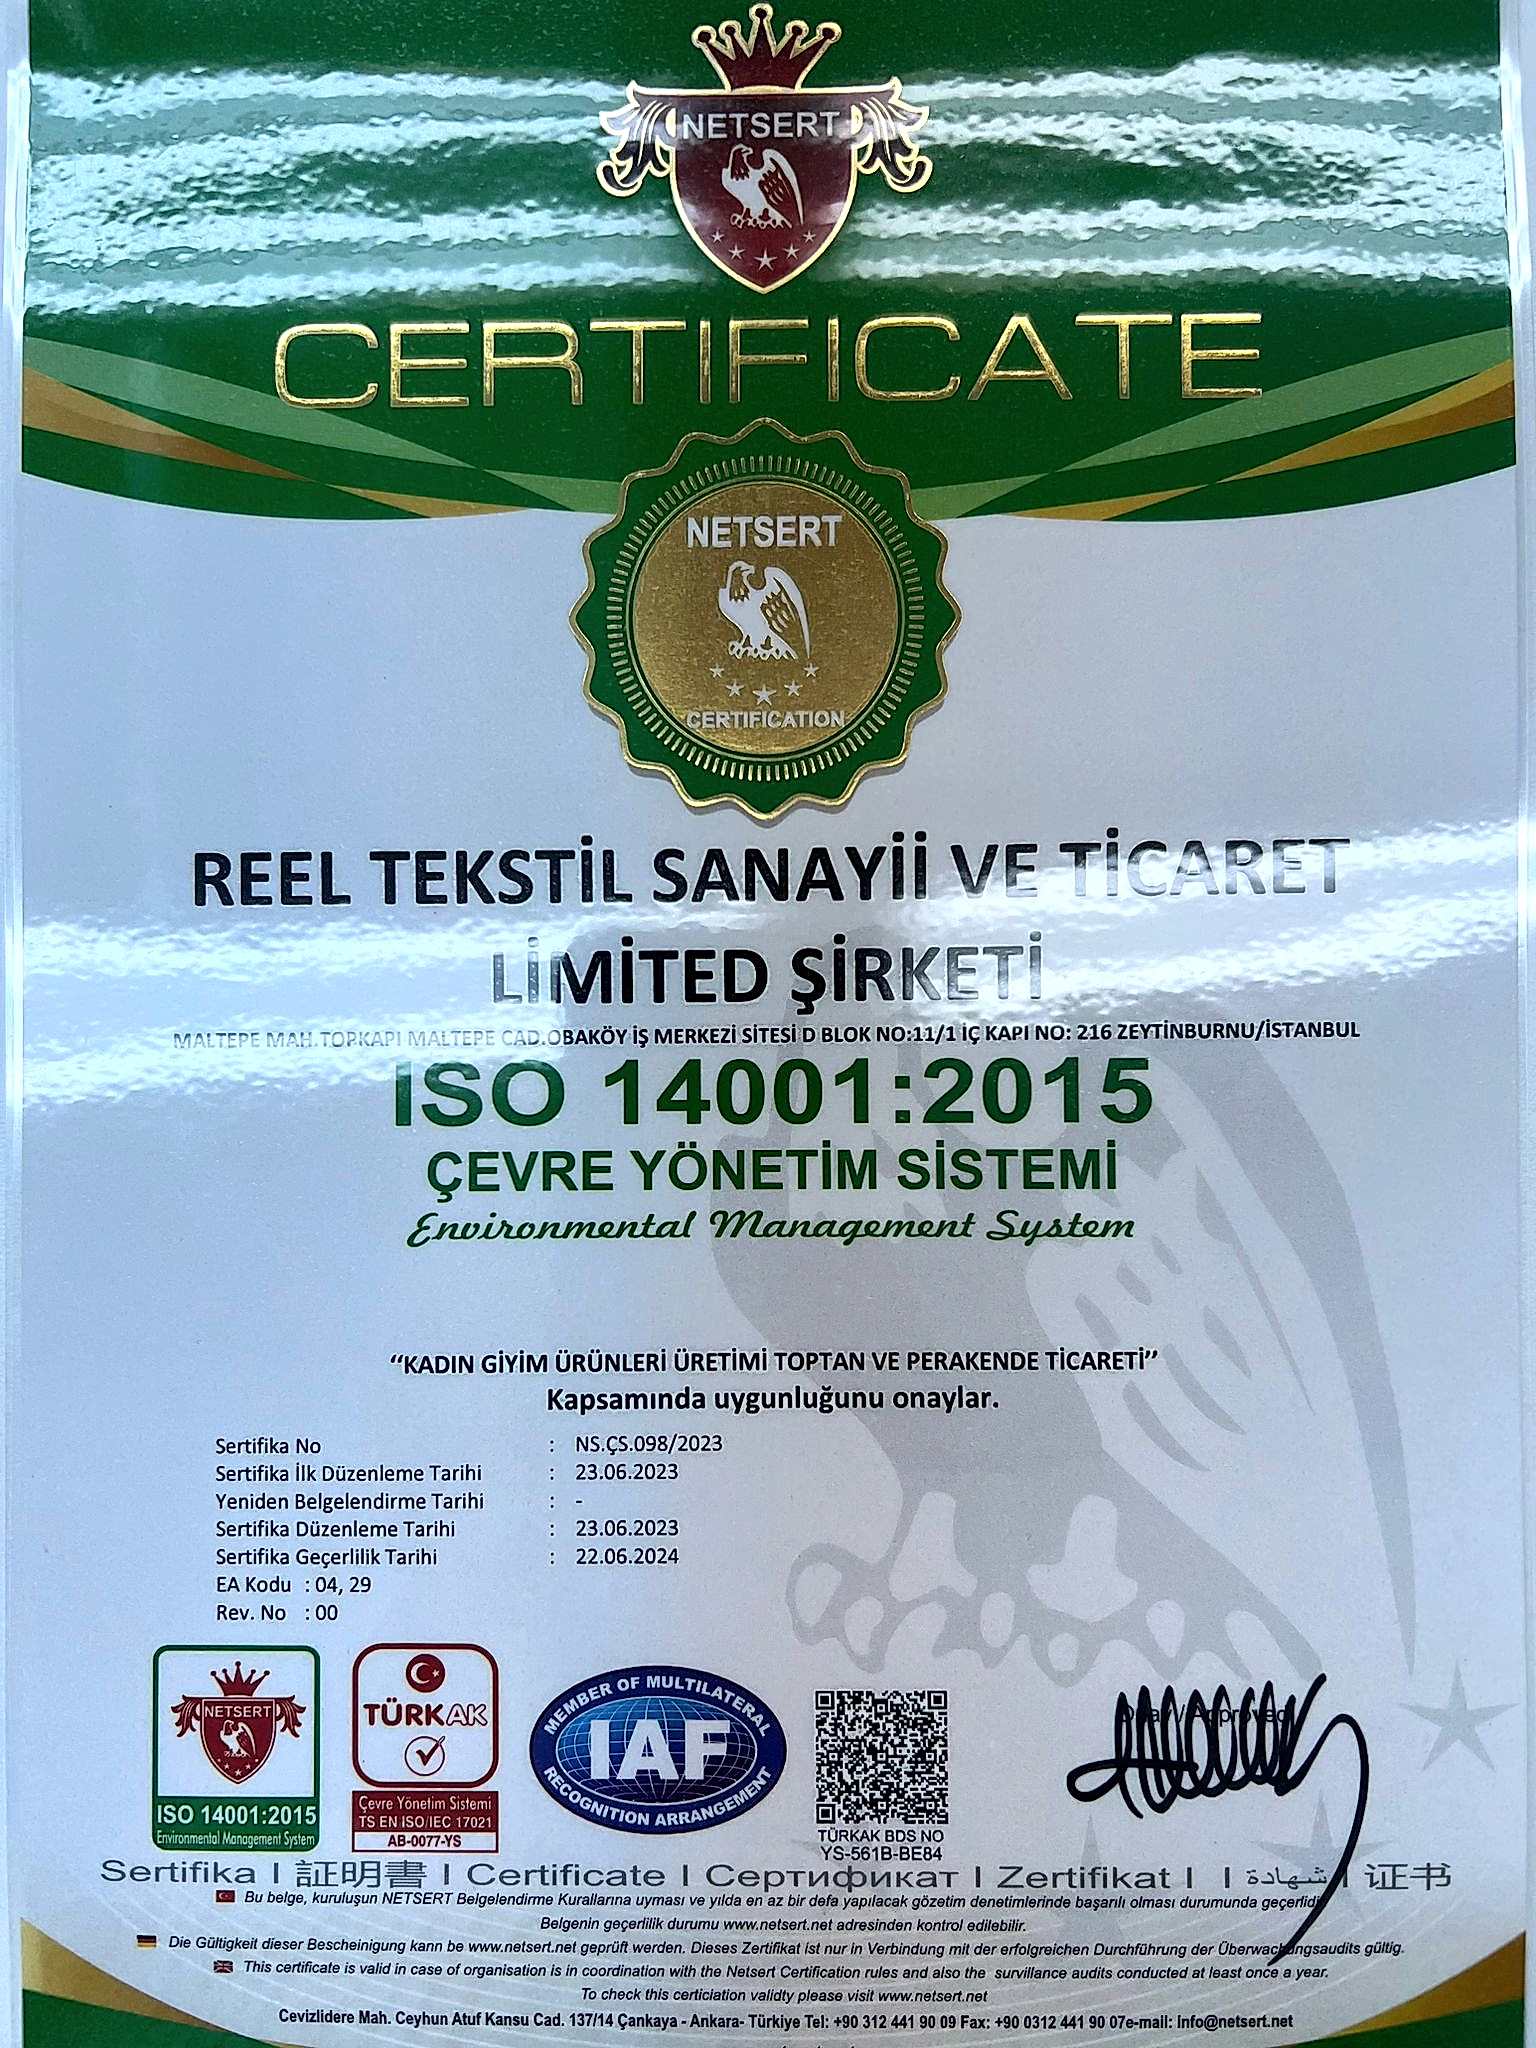 NETSERT
CERTIFICATE
NETSERT
CERTIFICATION
REEL TEKSTİL SANAYİİ VE TİCARET
LİMİTED ŞİRKETİ
MALTEPE MAH.TOPKAPI MALTEPE CAD.OBAKÖY İŞ MERKEZİ SİTESİ D BLOK NO:11/1 İÇ KAPI NO: 216 ZEYTİNBURNU/İSTANBUL
ISO 14001:2015
ÇEVRE YÖNETİM SİSTEMİ
Environmental Management System
“KADIN GİYİM ÜRÜNLERİ ÜRETİMİ TOPTAN VE PERAKENDE TİCARETİ”
Kapsamında uygunluğunu onaylar.
Sertifika No : NS.ÇS.098/2023
Sertifika İlk Düzenleme Tarihi : 23.06.2023
Yeniden Belgelendirme Tarihi : -
Sertifika Düzenleme Tarihi : 23.06.2023
Sertifika Geçerlilik Tarihi : 22.06.2024
EA Kodu : 04, 29
Rev. No : 00
NETSERT
ISO 14001:2015
Environmental Management System
TÜRKAK
Çevre Yönetim Sistemi
TS EN ISO/IEC 17021
AB-0077-YS
MEMBER OF MULTILATERAL
IAF
RECOGNITION ARRANGEMENT
TÜRKAK BDS NO
YS-561B-BE84
Onay / Approved
Sertifika I 証明書 I Certificate I Сертификат I Zertifikat I I شهادة I 证书
Bu belge, kuruluşun NETSERT Belgelendirme Kurallarına uyması ve yılda en az bir defa yapılacak gözetim denetimlerinde başarılı olması durumunda geçerlidir
Belgenin geçerlilik durumu www.netsert.net adresinden kontrol edilebilir.
Die Gültigkeit dieser Bescheinigung kann be www.netsert.net geprüft werden. Dieses Zertifikat ist nur in Verbindung mit der erfolgreichen Durchführung der Überwachungsaudits gültig.
This certificate is valid in case of organisation is in coordination with the Netsert Certification rules and also the survillance audits conducted at least once a year.
To check this certiciation validty please visit www.netsert.net
Cevizlidere Mah. Ceyhun Atuf Kansu Cad. 137/14 Çankaya - Ankara- Türkiye Tel: +90 312 441 90 09 Fax: +90 0312 441 90 07e-mail: Info@netsert.net